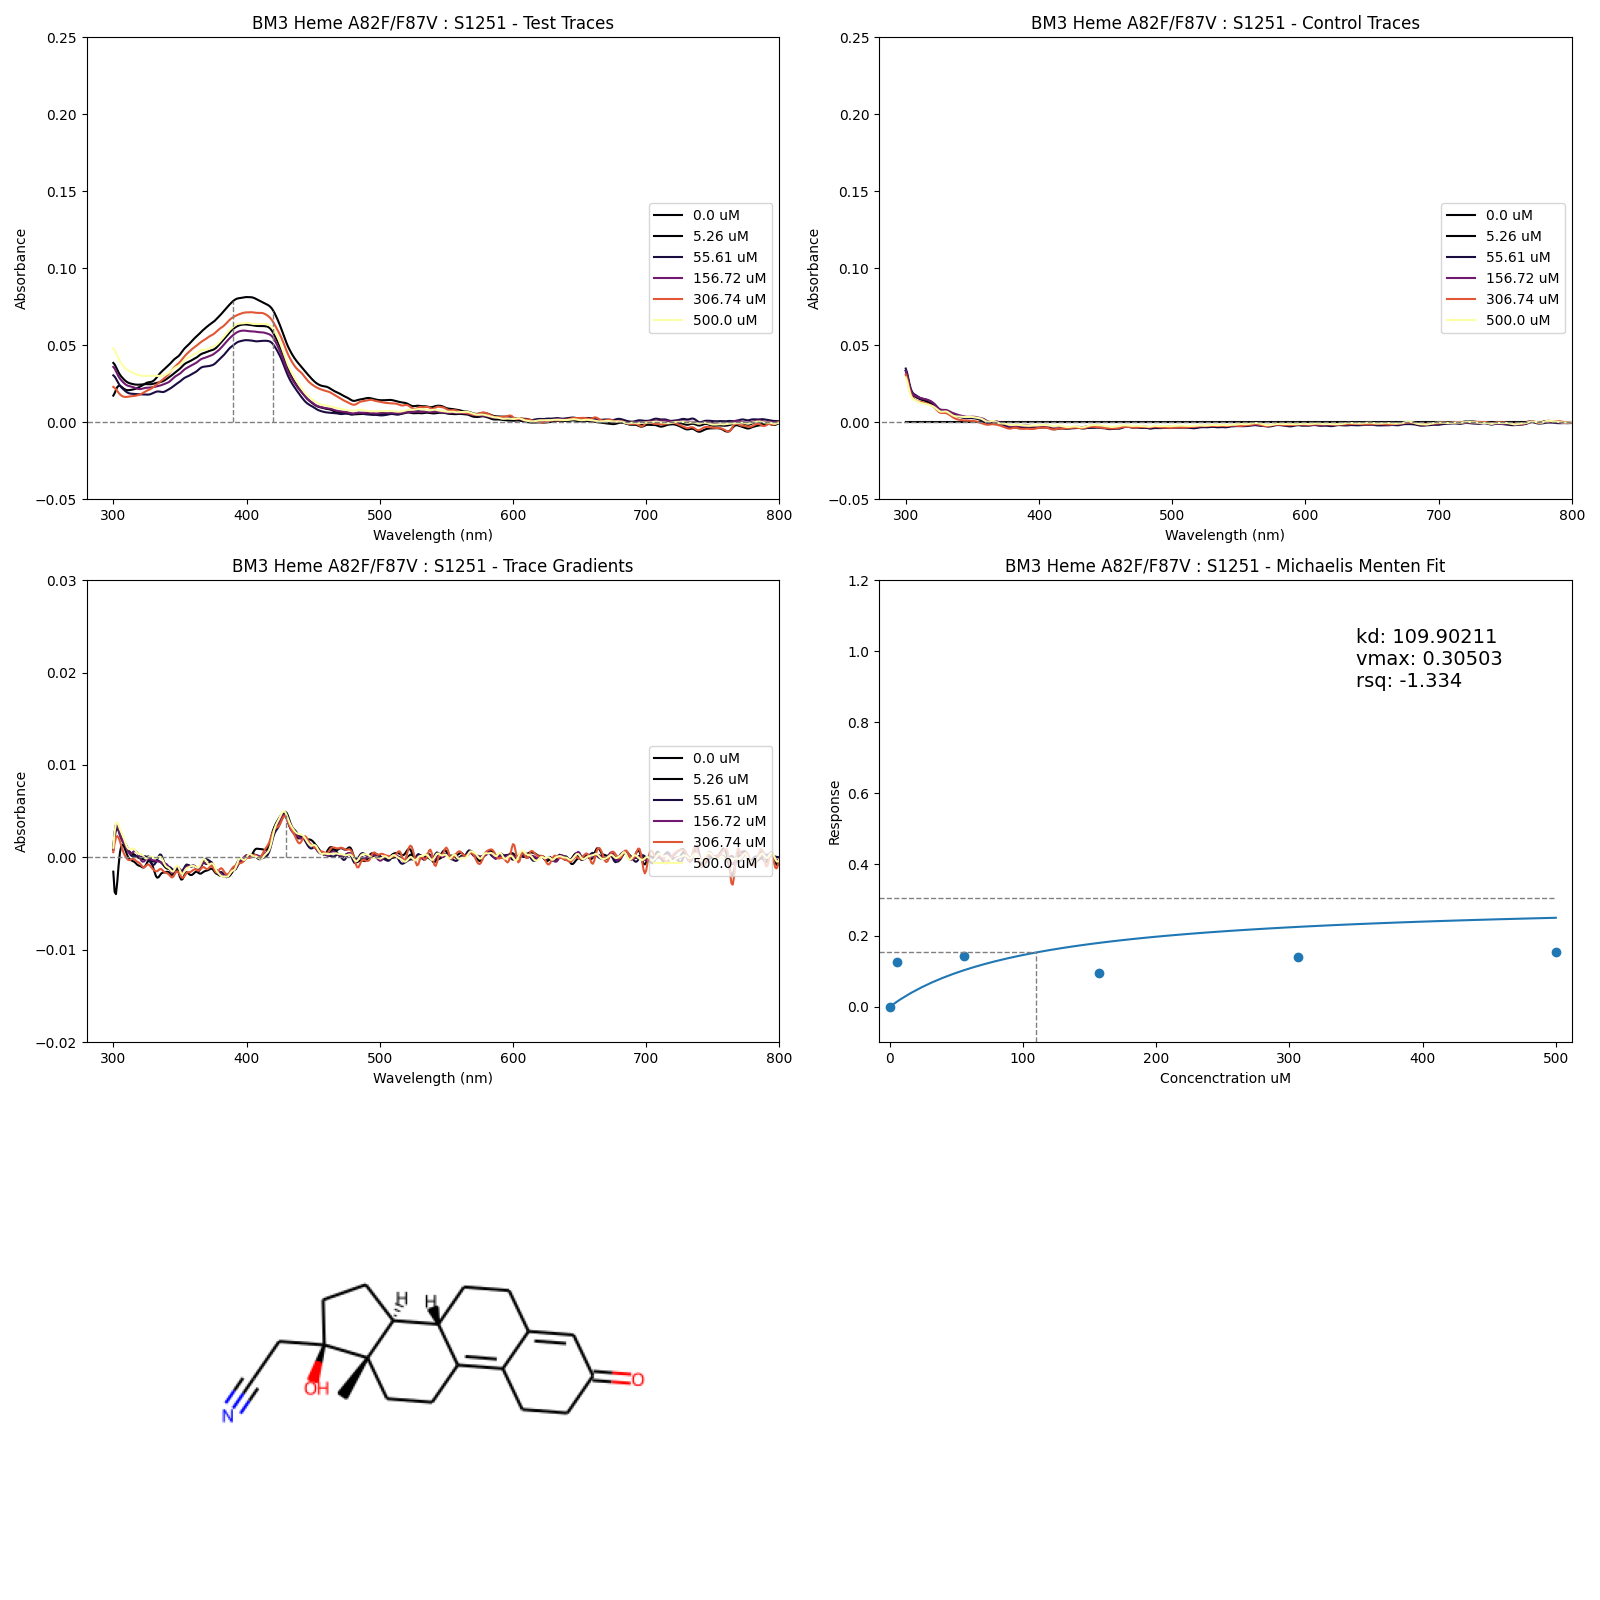 BM3 Heme A82F/F87V : S1251 - Test Traces
0.25
0.20
0.15
0.10
0.05
0.00
−0.05
Absorbance
300 400 500 600 700 800
Wavelength (nm)
0.0 uM
5.26 uM
55.61 uM
156.72 uM
306.74 uM
500.0 uM
BM3 Heme A82F/F87V : S1251 - Control Traces
0.25
0.20
0.15
0.10
0.05
0.00
−0.05
Absorbance
300 400 500 600 700 800
Wavelength (nm)
0.0 uM
5.26 uM
55.61 uM
156.72 uM
306.74 uM
500.0 uM
BM3 Heme A82F/F87V : S1251 - Trace Gradients
0.03
0.02
0.01
0.00
−0.01
−0.02
Absorbance
300 400 500 600 700 800
Wavelength (nm)
0.0 uM
5.26 uM
55.61 uM
156.72 uM
306.74 uM
500.0 uM
BM3 Heme A82F/F87V : S1251 - Michaelis Menten Fit
1.2
1.0
0.8
0.6
0.4
0.2
0.0
Response
kd: 109.90211
vmax: 0.30503
rsq: -1.334
0 100 200 300 400 500
Concenctration uM
H H
OH
N
O